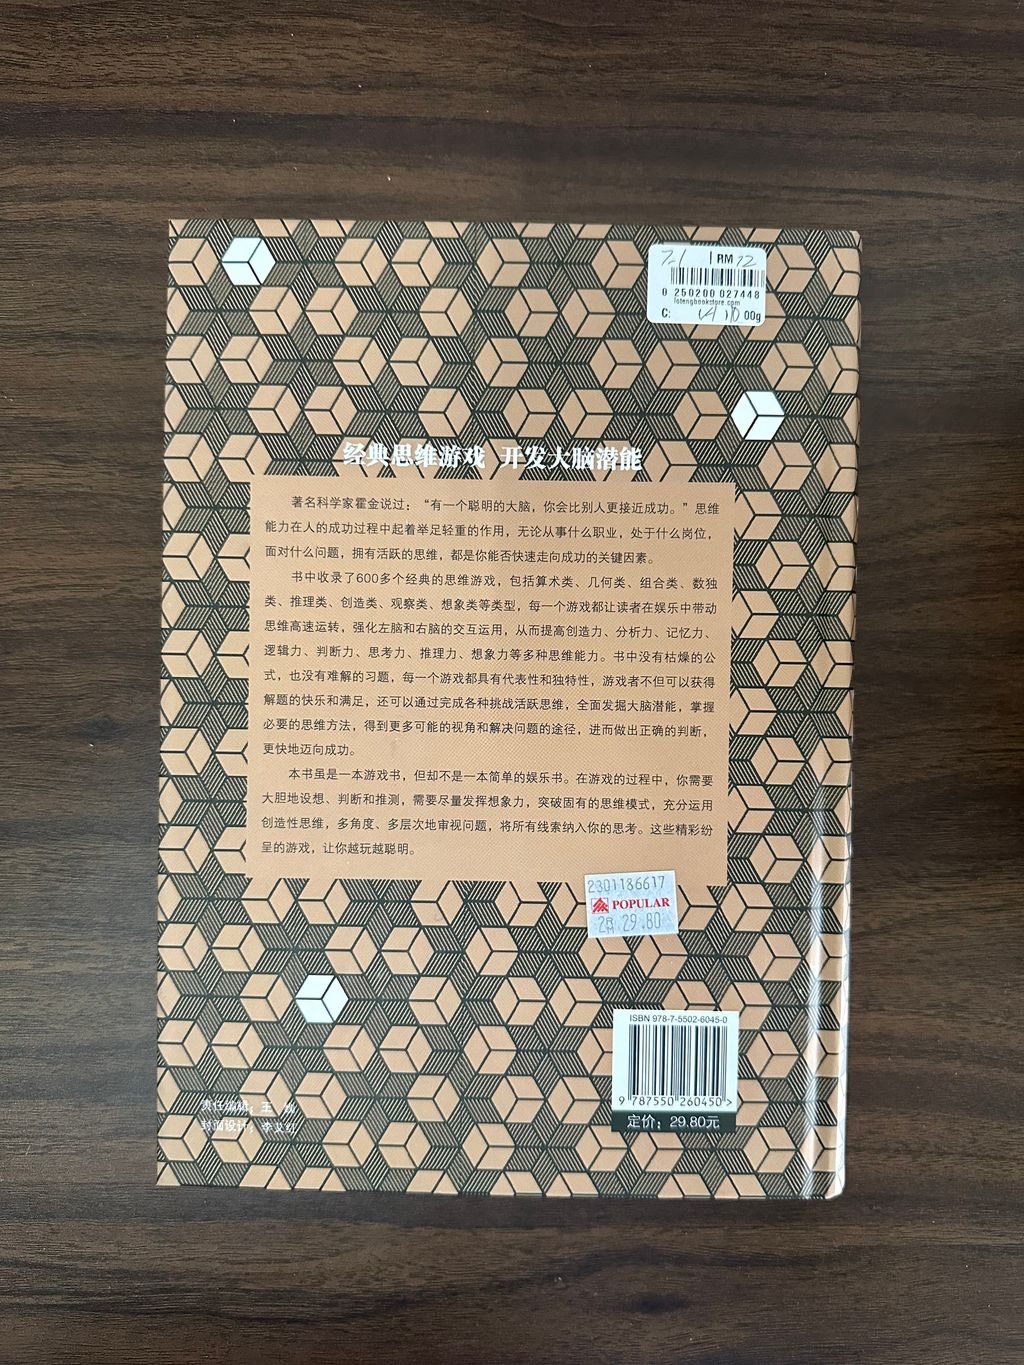 RM 12
0 250200 027448
lotengbookstore.com
C:
00g
经典思维游戏 开发大脑潜能
著名科学家霍金说过：“有一个聪明的大脑，你会比别人更接近成功。”思维
能力在人的成功过程中起着举足轻重的作用，无论从事什么职业，处于什么岗位，
面对什么问题，拥有活跃的思维，都是你能否快速走向成功的关键因素。
书中收录了600多个经典的思维游戏，包括算术类、几何类、组合类、数独
类、推理类、创造类、观察类、想象类等类型，每一个游戏都让读者在娱乐中带动
思维高速运转，强化左脑和右脑的交互运用，从而提高创造力、分析力、记忆力、
逻辑力、判断力、思考力、推理力、想象力等多种思维能力。书中没有枯燥的公
式，也没有难解的习题，每一个游戏都具有代表性和独特性，游戏者不但可以获得
解题的快乐和满足，还可以通过完成各种挑战活跃思维，全面发掘大脑潜能，掌握
必要的思维方法，得到更多可能的视角和解决问题的途径，进而做出正确的判断，
更快地迈向成功。
本书虽是一本游戏书，但却不是一本简单的娱乐书。在游戏的过程中，你需要
大胆地设想、判断和推测，需要尽量发挥想象力，突破固有的思维模式，充分运用
创造性思维，多角度、多层次地审视问题，将所有线索纳入你的思考。这些精彩纷
呈的游戏，让你越玩越聪明。
2301186617
POPULAR
29.80
ISBN 978-7-5502-6045-0
9 787550 260450 >
定价：29.80元
责任编辑：王
封面设计：李艾红